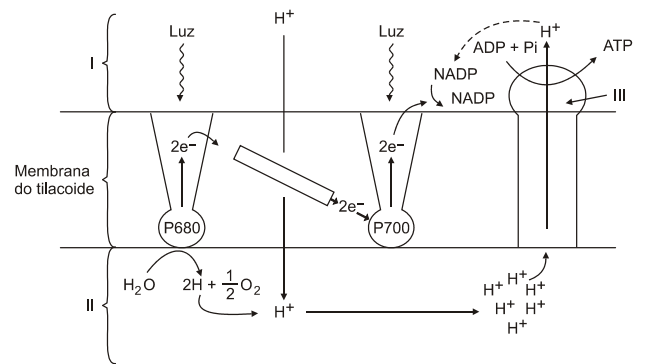 H⁺
Luz
Luz
H⁺
I
ADP + Pi
ATP
NADP
NADP
III
2e⁻
2e⁻
Membrana
do tilacoide
2e⁻
P680
P700
H₂O
2H + 1/2 O₂
II
H⁺
H⁺
H⁺
H⁺
H⁺
H⁺
H⁺